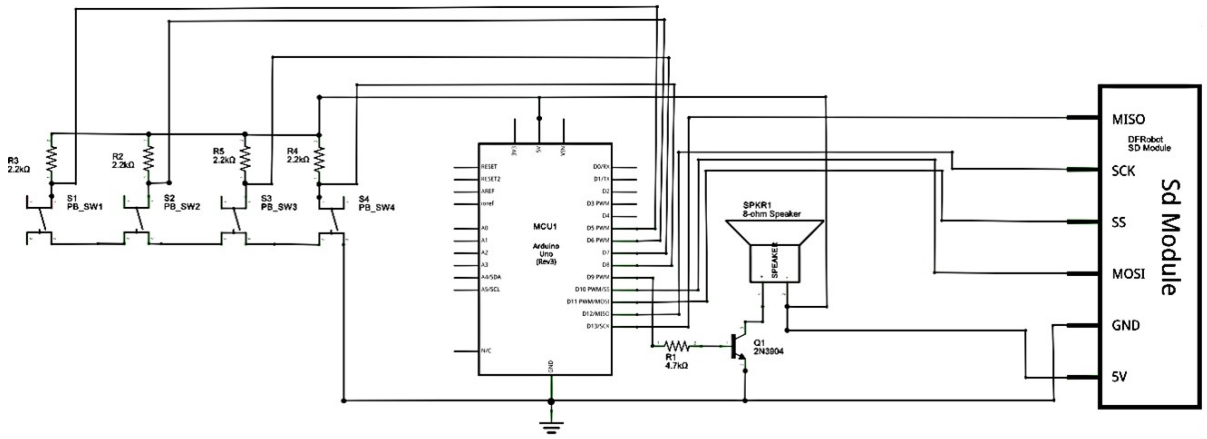 R3
2.2kΩ
R2
2.2kΩ
R5
2.2kΩ
R4
2.2kΩ
S1
PB_SW1
S2
PB_SW2
S3
PB_SW3
S4
PB_SW4
3V3
5V
VIN
RESET
RESET2
AREF
ioref
A0
A1
A2
A3
A4/SDA
A5/SCL
N/C
MCU1
Arduino
Uno
(Rev3)
D0/RX
D1/TX
D2
D3 PWM
D4
D5 PWM
D6 PWM
D7
D8
D9 PWM
D10 PWM/SS
D11 PWM/MOSI
D12/MISO
D13/SCK
GND
R1
4.7kΩ
Q1
2N3904
SPKR1
8-ohm Speaker
SPEAKER
MISO
DFRobot
SD Module
SCK
SS
MOSI
GND
5V
Sd Module